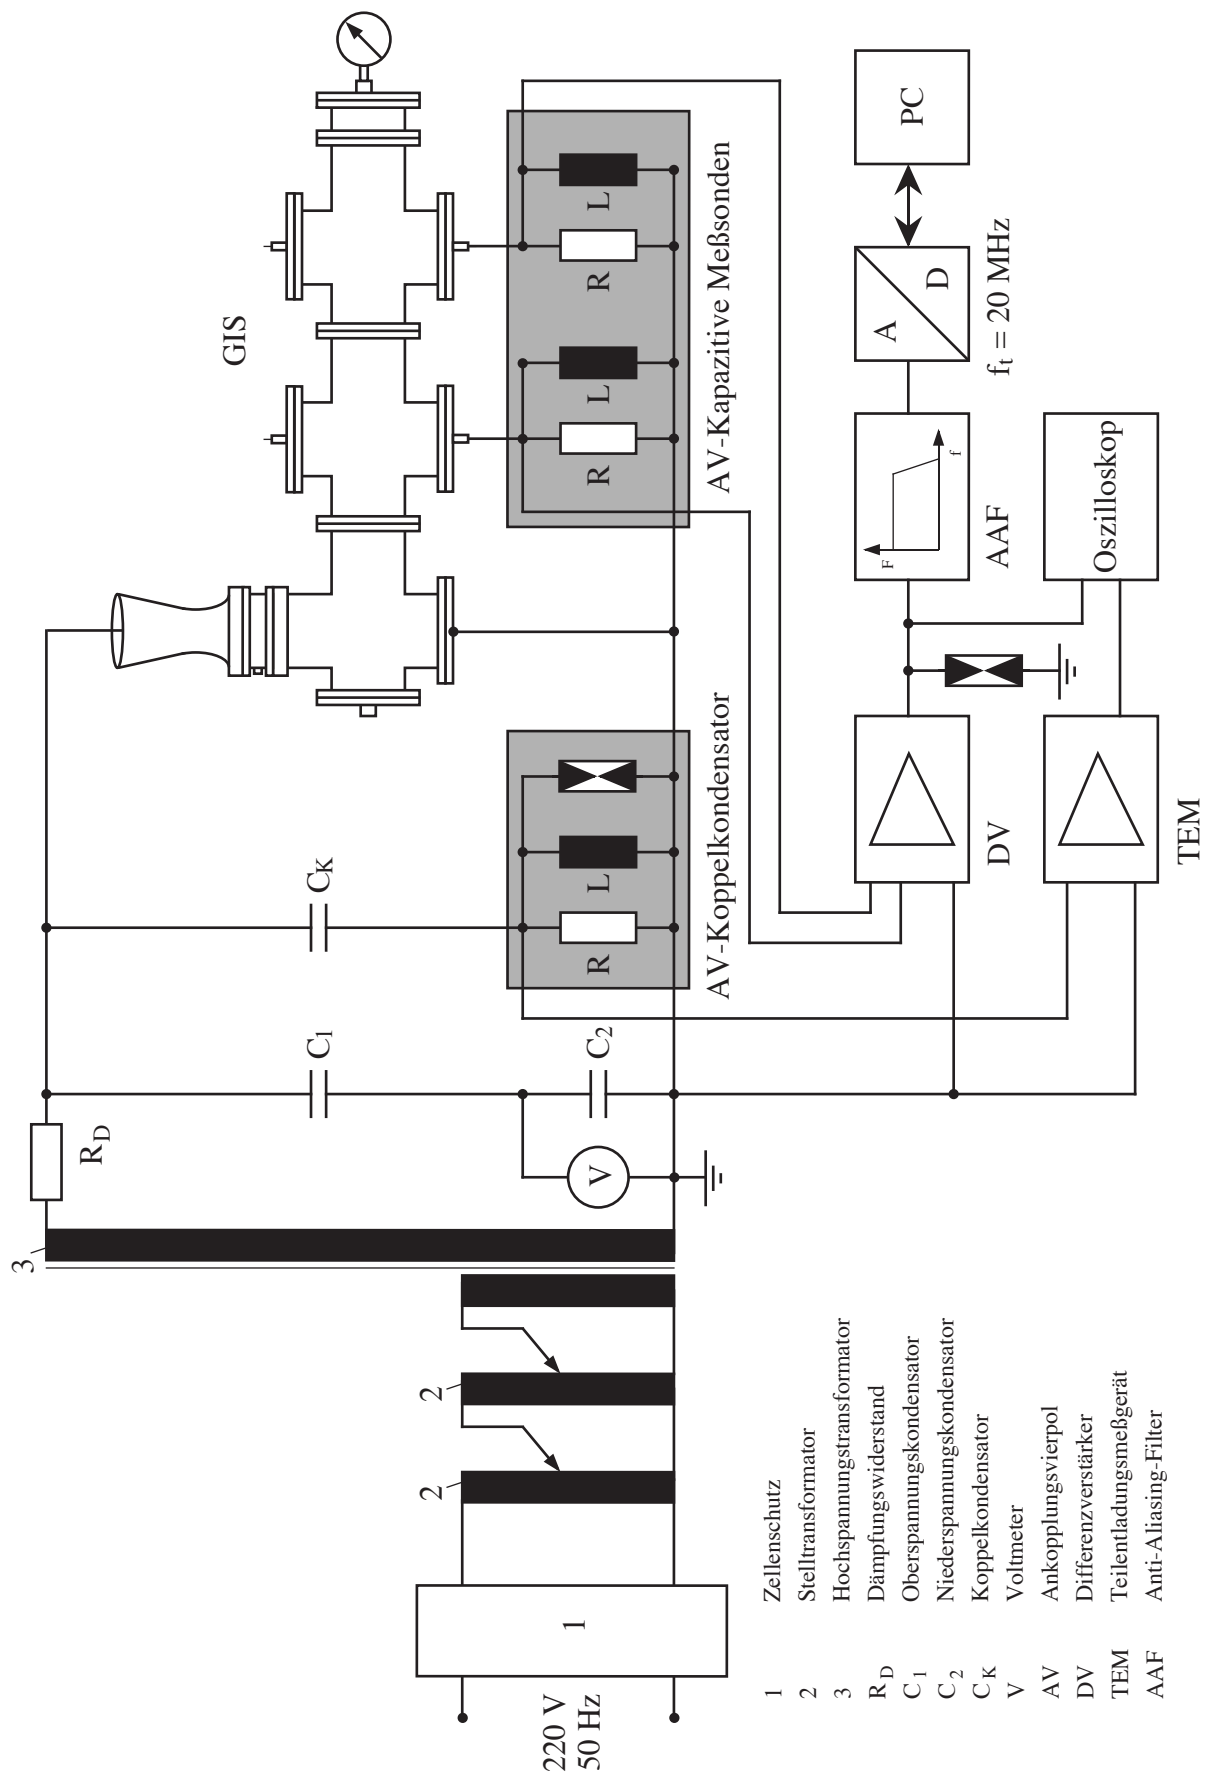 220 V
50 Hz
1
2
2
3
R_D
C_1
C_2
V
C_K
R
L
AV-Koppelkondensator
GIS
R
L
R
L
AV-Kapazitive Meßsonden
DV
TEM
F
f
AAF
Oszilloskop
A
D
f_t = 20 MHz
PC
1 Zellenschutz
2 Stelltransformator
3 Hochspannungstransformator
R_D Dämpfungswiderstand
C_1 Oberspannungskondensator
C_2 Niederspannungskondensator
C_K Koppelkondensator
V Voltmeter
AV Ankopplungsvierpol
DV Differenzverstärker
TEM Teilentladungsmeßgerät
AAF Anti-Aliasing-Filter